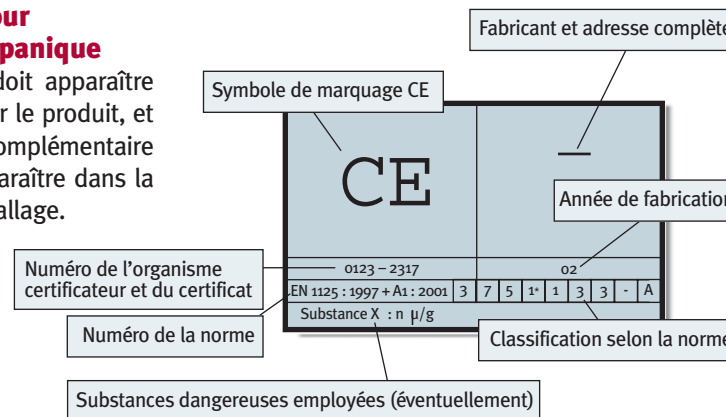 our
panique
doit apparaître
r le produit, et
omplémentaire
araître dans la
allage.
Fabricant et adresse complète
Symbole de marquage CE
CE
—
Année de fabrication
Numéro de l'organisme
certificateur et du certificat
0123 – 2317
02
EN 1125 : 1997 + A1 : 2001 3 7 5 1* 1 3 3 - A
Numéro de la norme
Substance X : n µ/g
Classification selon la norme
Substances dangereuses employées (éventuellement)